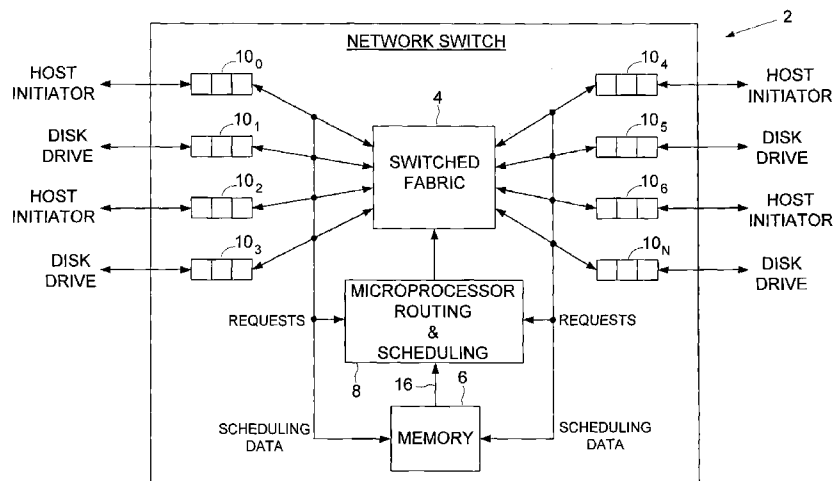 NETWORK SWITCH
2
HOST INITIATOR
10₀
10₄
HOST INITIATOR
4
DISK DRIVE
10₁
SWITCHED FABRIC
10₅
DISK DRIVE
HOST INITIATOR
10₂
10₆
HOST INITIATOR
DISK DRIVE
10₃
10N
DISK DRIVE
REQUESTS
MICROPROCESSOR
ROUTING
&
SCHEDULING
REQUESTS
8
16
6
SCHEDULING
DATA
MEMORY
SCHEDULING
DATA